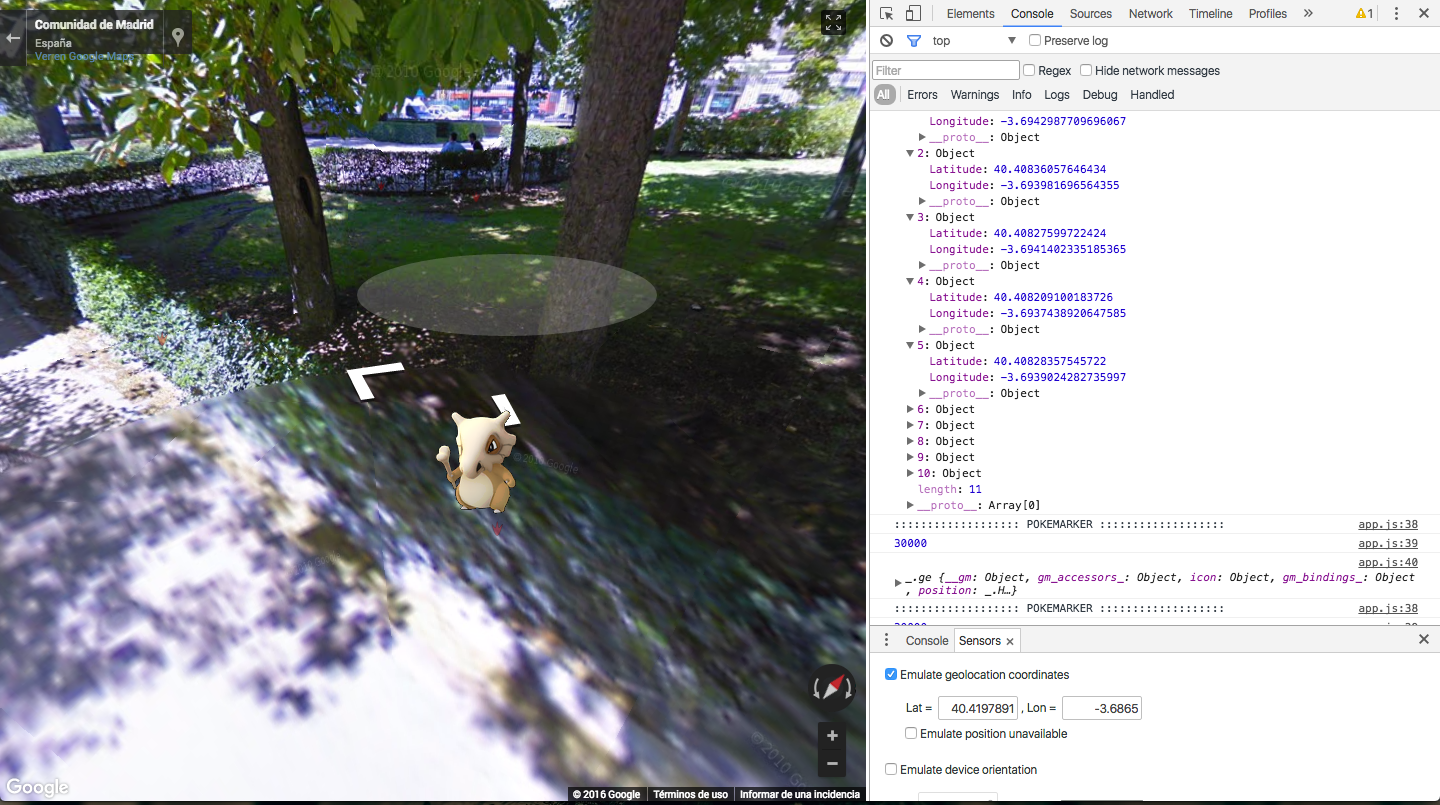 Comunidad de Madrid
España
Ver en Google Maps
© 2010 Google
© 2010 Google
Google
© 2016 Google
Términos de uso
Informar de una incidencia
Elements Console Sources Network Timeline Profiles » 1
top Preserve log
Filter Regex Hide network messages
All Errors Warnings Info Logs Debug Handled
Longitude: -3.6942987709696067
__proto__: Object
2: Object
Latitude: 40.40836057646434
Longitude: -3.693981696564355
__proto__: Object
3: Object
Latitude: 40.40827599722424
Longitude: -3.6941402335185365
__proto__: Object
4: Object
Latitude: 40.408209100183726
Longitude: -3.6937438920647585
__proto__: Object
5: Object
Latitude: 40.40828357545722
Longitude: -3.6939024282735997
__proto__: Object
6: Object
7: Object
8: Object
9: Object
10: Object
length: 11
__proto__: Array[0]
::::::::::::::::::: POKEMARKER ::::::::::::::::::: app.js:38
30000 app.js:39
app.js:40
_.ge {__gm: Object, gm_accessors_: Object, icon: Object, gm_bindings_: Object
, position: _.H…}
::::::::::::::::::: POKEMARKER ::::::::::::::::::: app.js:38
Console Sensors ×
Emulate geolocation coordinates
Lat = 40.4197891 , Lon = -3.6865
Emulate position unavailable
Emulate device orientation